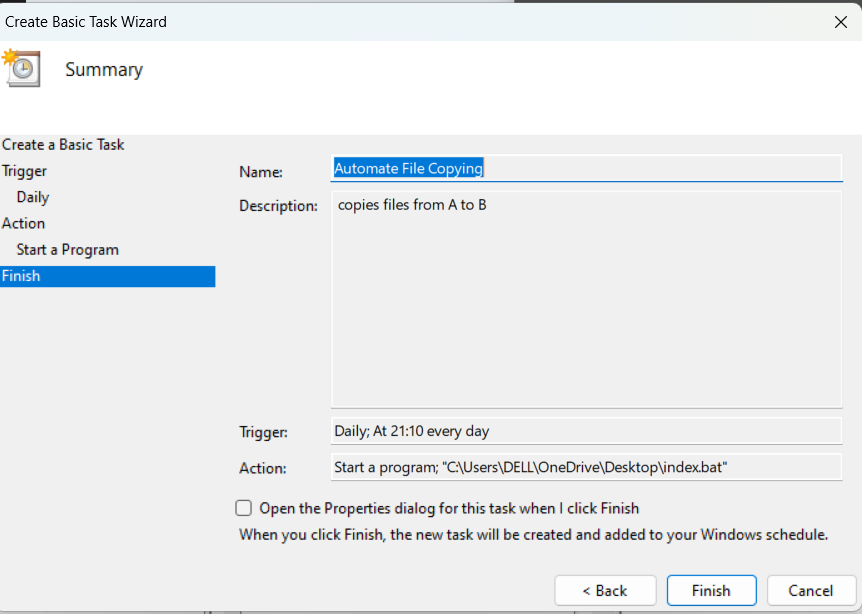 Create Basic Task Wizard
Summary
Create a Basic Task
Trigger
Daily
Action
Start a Program
Finish
Name:
Automate File Copying
Description:
copies files from A to B
Trigger:
Daily; At 21:10 every day
Action:
Start a program; "C:\Users\DELL\OneDrive\Desktop\index.bat"
Open the Properties dialog for this task when I click Finish
When you click Finish, the new task will be created and added to your Windows schedule.
< Back
Finish
Cancel